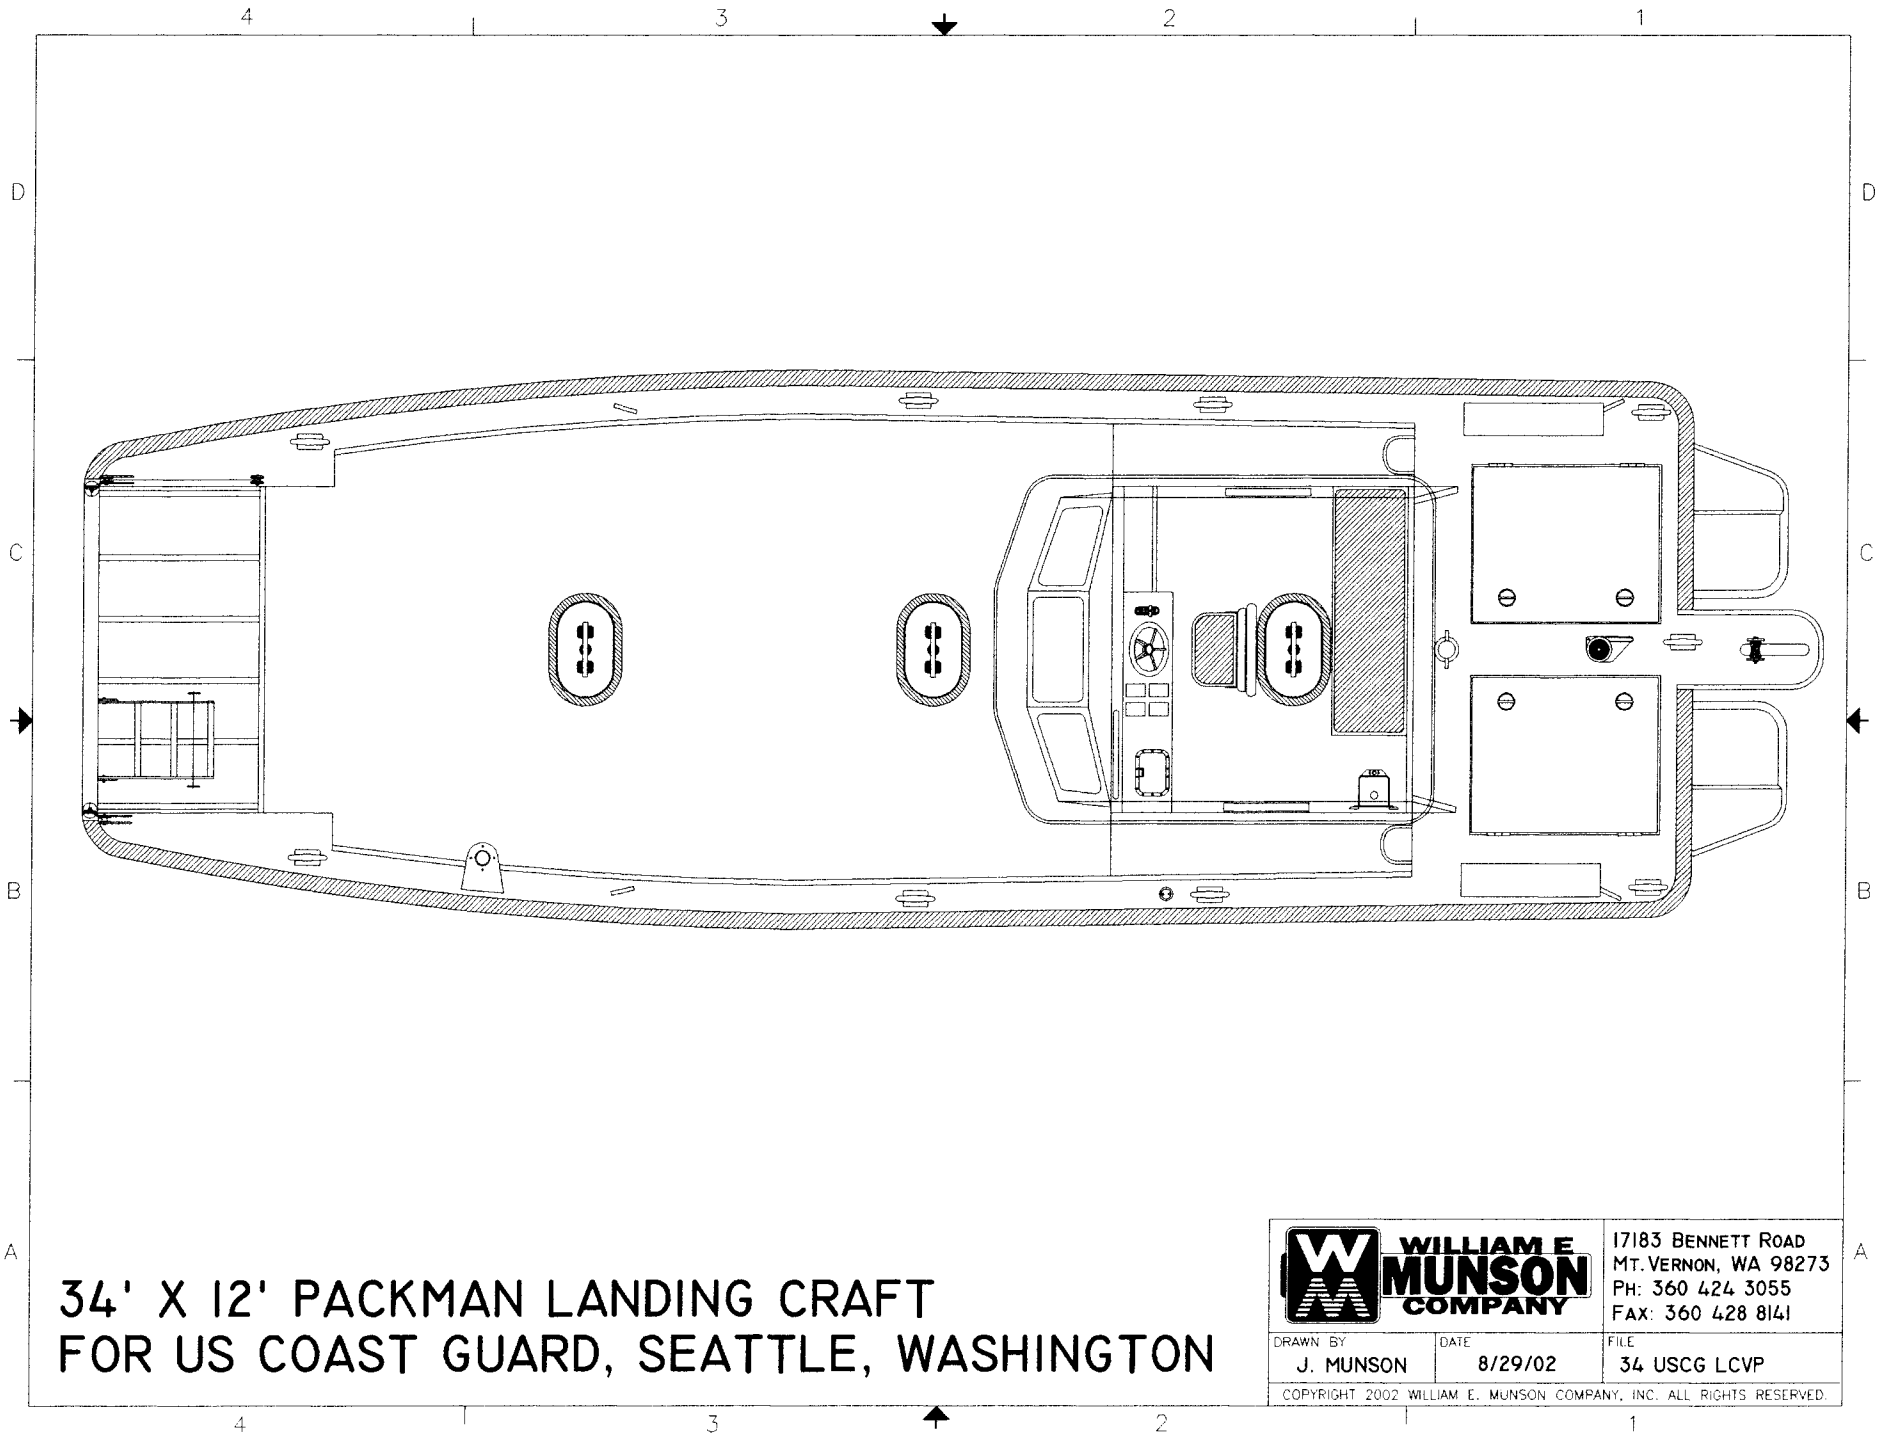 4 3 2 1
D D
C C
B B
A A
34' X 12' PACKMAN LANDING CRAFT
FOR US COAST GUARD, SEATTLE, WASHINGTON
WM
WILLIAM E
MUNSON
COMPANY
17183 BENNETT ROAD
MT. VERNON, WA 98273
PH: 360 424 3055
FAX: 360 428 8141
DRAWN BY
J. MUNSON
DATE
8/29/02
FILE
34 USCG LCVP
COPYRIGHT 2002 WILLIAM E. MUNSON COMPANY, INC. ALL RIGHTS RESERVED.
4 3 2 1